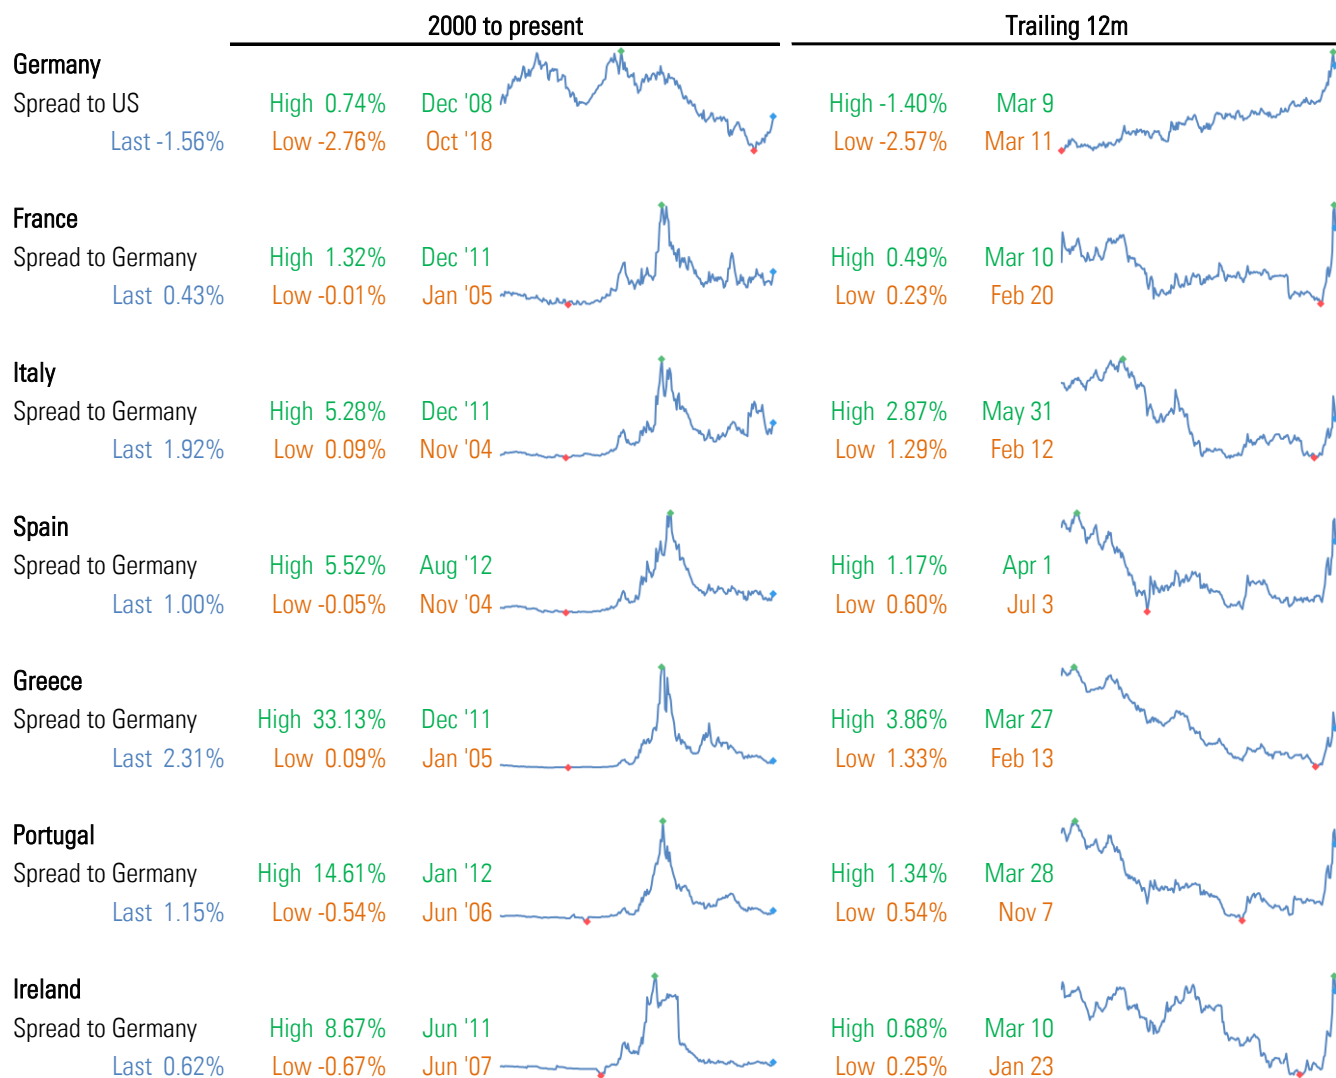 2000 to present Trailing 12m
Germany
Spread to US High 0.74% Dec '08 High -1.40% Mar 9
Last -1.56% Low -2.76% Oct '18 Low -2.57% Mar 11
France
Spread to Germany High 1.32% Dec '11 High 0.49% Mar 10
Last 0.43% Low -0.01% Jan '05 Low 0.23% Feb 20
Italy
Spread to Germany High 5.28% Dec '11 High 2.87% May 31
Last 1.92% Low 0.09% Nov '04 Low 1.29% Feb 12
Spain
Spread to Germany High 5.52% Aug '12 High 1.17% Apr 1
Last 1.00% Low -0.05% Nov '04 Low 0.60% Jul 3
Greece
Spread to Germany High 33.13% Dec '11 High 3.86% Mar 27
Last 2.31% Low 0.09% Jan '05 Low 1.33% Feb 13
Portugal
Spread to Germany High 14.61% Jan '12 High 1.34% Mar 28
Last 1.15% Low -0.54% Jun '06 Low 0.54% Nov 7
Ireland
Spread to Germany High 8.67% Jun '11 High 0.68% Mar 10
Last 0.62% Low -0.67% Jun '07 Low 0.25% Jan 23